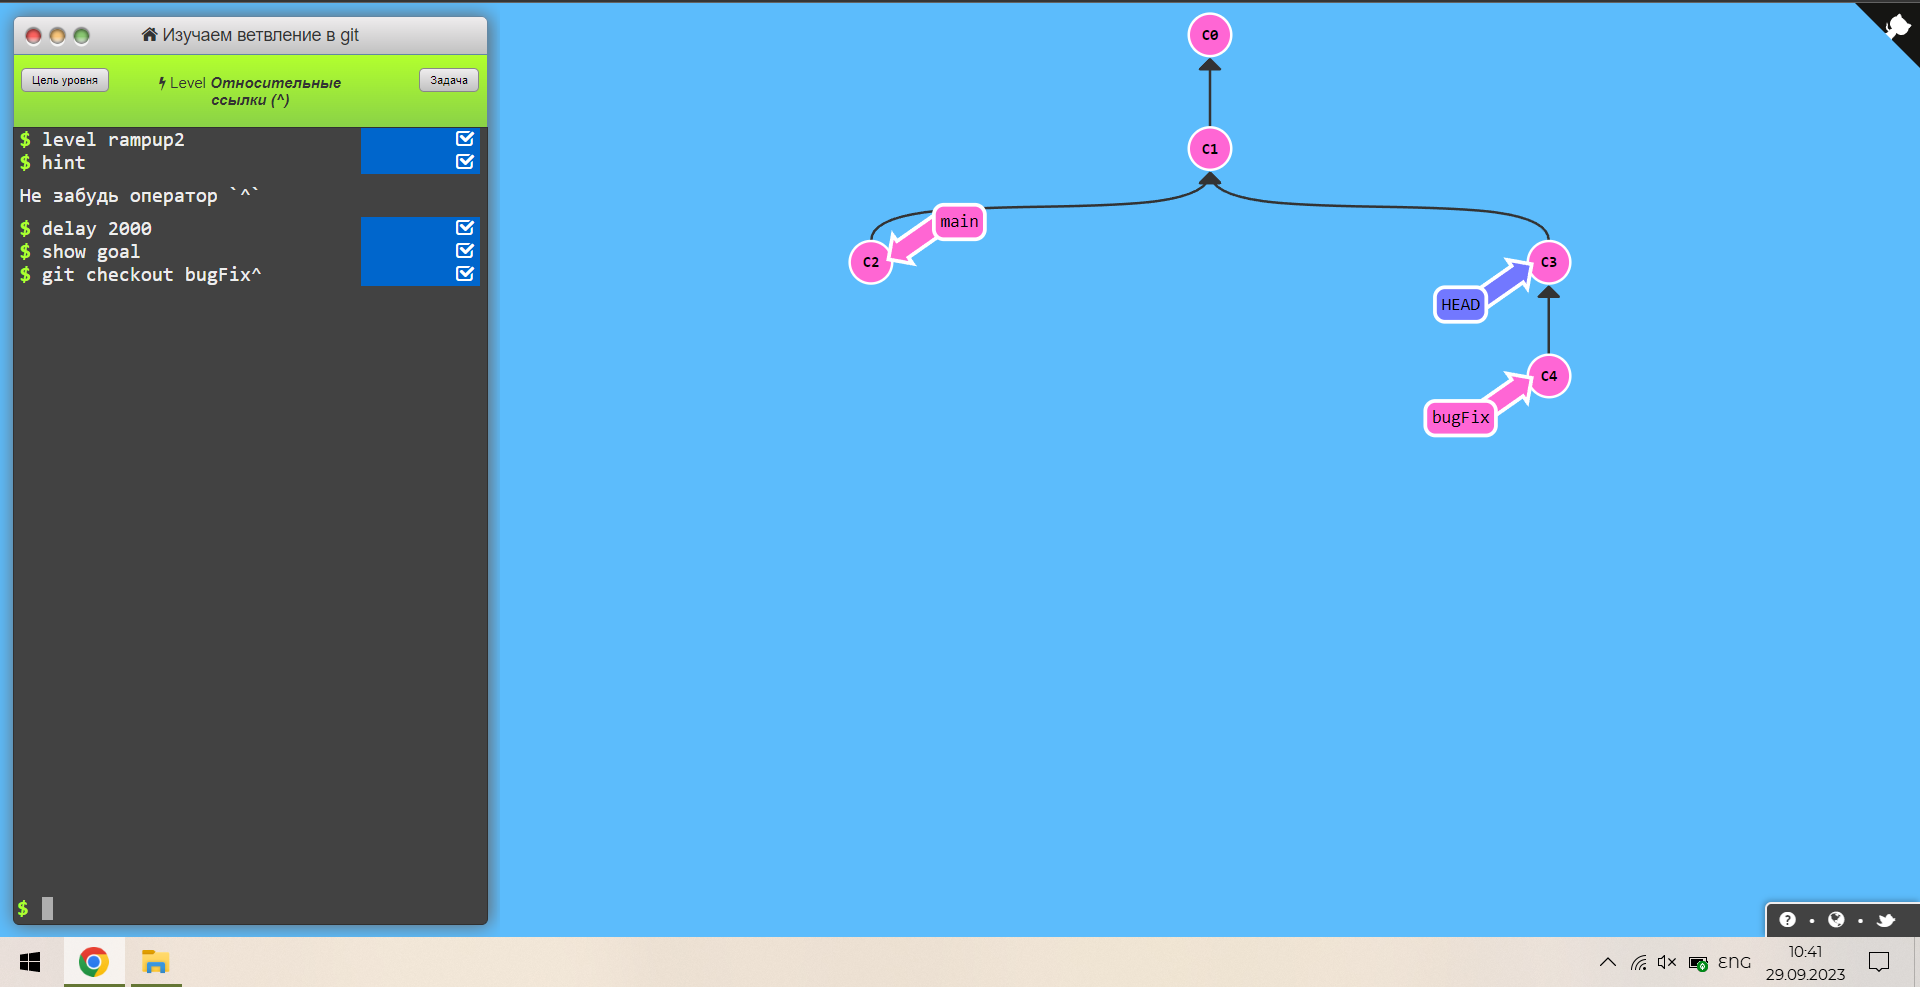 Изучаем ветвление в git
Цель уровня
Level Относительные
ссылки (^)
Задача
$ level rampup2
$ hint
Не забудь оператор `^`
$ delay 2000
$ show goal
$ git checkout bugFix^
$
C0
C1
main
C2
C3
HEAD
C4
bugFix
ENG
10:41
29.09.2023